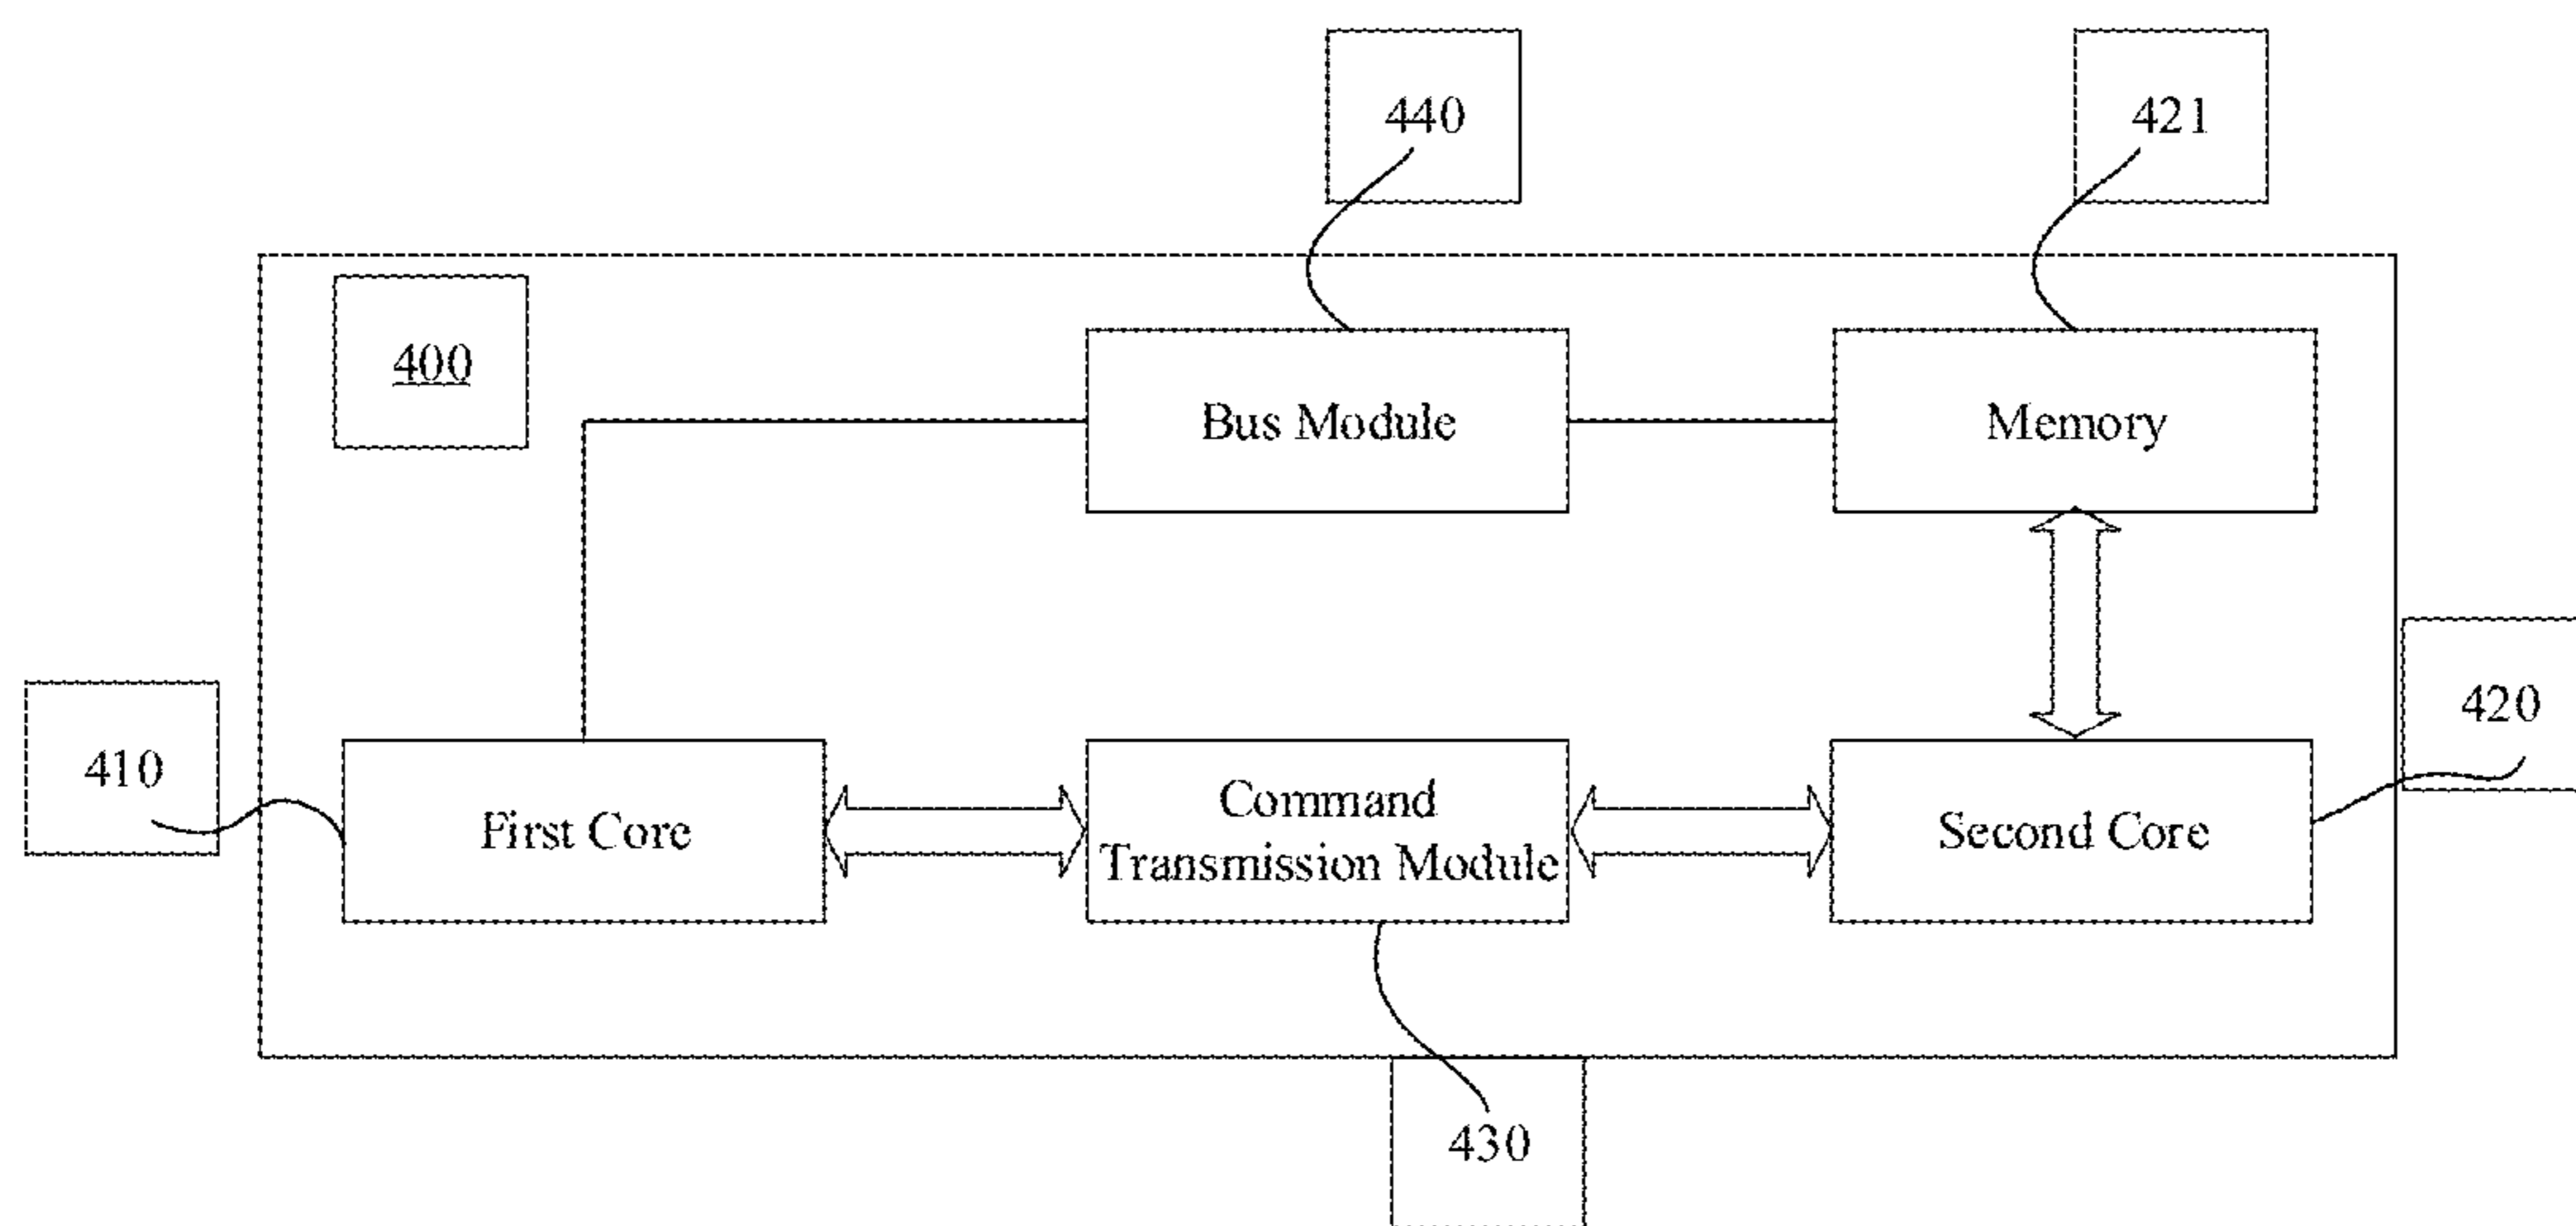 440
421
400
Bus Module
Memory
410
420
First Core
Command
Transmission Module
Second Core
430